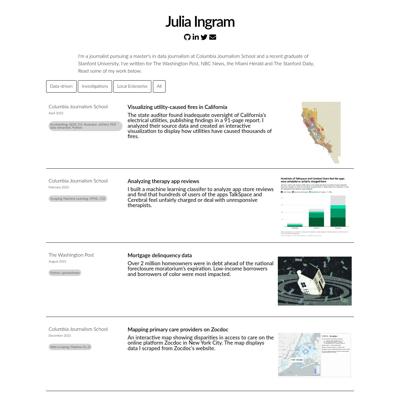 Julia Ingram
I'm a journalist pursuing a master's in data journalism at Columbia Journalism School and a recent graduate of
Stanford University. I've written for The Washington Post, NBC News, the Miami Herald and The Stanford Daily.
Read some of my work below.
Data-driven Investigations Local Enterprise All
Columbia Journalism School
April 2022
Visualizing utility-caused fires in California
The state auditor found inadequate oversight of California's
electrical utilities, publishing findings in a 91-page report. I
analyzed their source data and created an interactive
visualization to display how utilities have caused thousands of
fires.
Columbia Journalism School
February 2022
Scraping, Machine Learning, HTML, CSS
Analyzing therapy app reviews
I built a machine learning classifer to analyze app store reviews
and find that hundreds of users of the apps TalkSpace and
Cerebral feel unfairly charged or deal with unresponsive
therapists.
The Washington Post
August 2021
Mortgage delinquency data
Over 2 million homeowners were in debt ahead of the national
foreclosure moratorium's expiration. Low-income borrowers
and borrowers of color were most impacted.
Columbia Journalism School
December 2021
Mapping primary care providers on Zocdoc
An interactive map showing disparities in access to care on the
online platform Zocdoc in New York City. The map displays
data I scraped from Zocdoc's website.